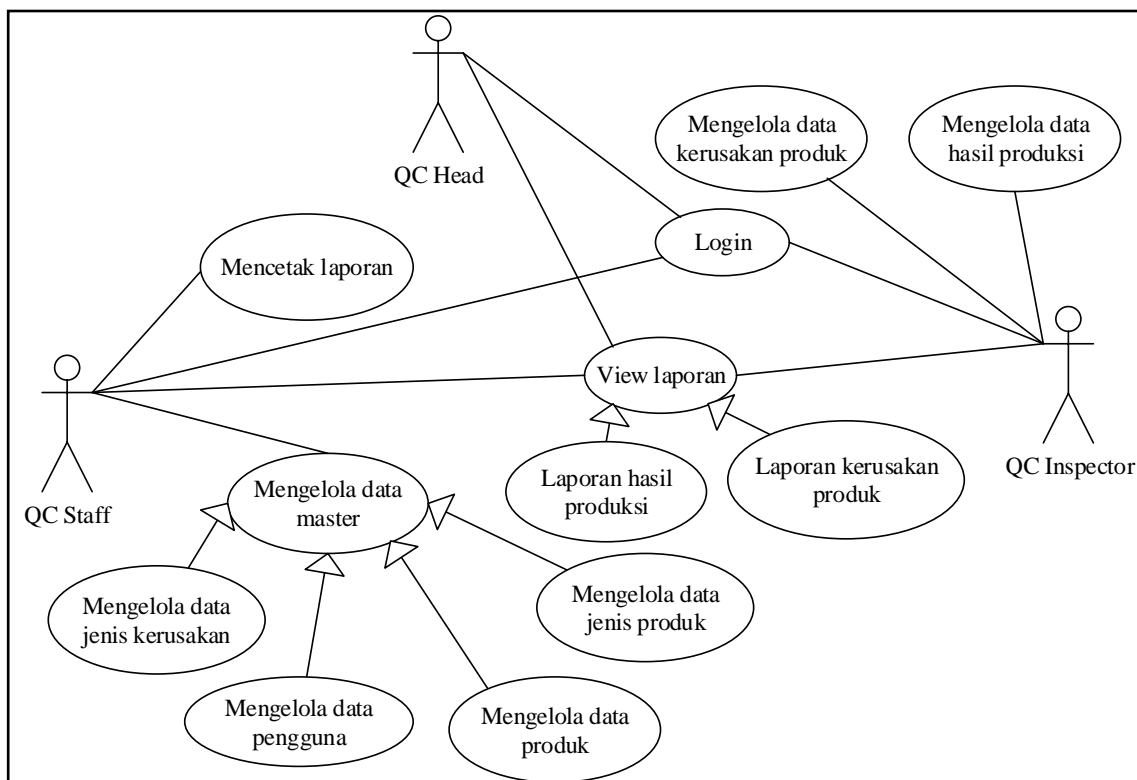 QC Head
Mengelola data
kerusakan produk
Mengelola data
hasil produksi
Login
Mencetak laporan
View laporan
QC Inspector
Laporan hasil
produksi
Laporan kerusakan
produk
QC Staff
Mengelola data
master
Mengelola data
jenis kerusakan
Mengelola data
jenis produk
Mengelola data
pengguna
Mengelola data
produk